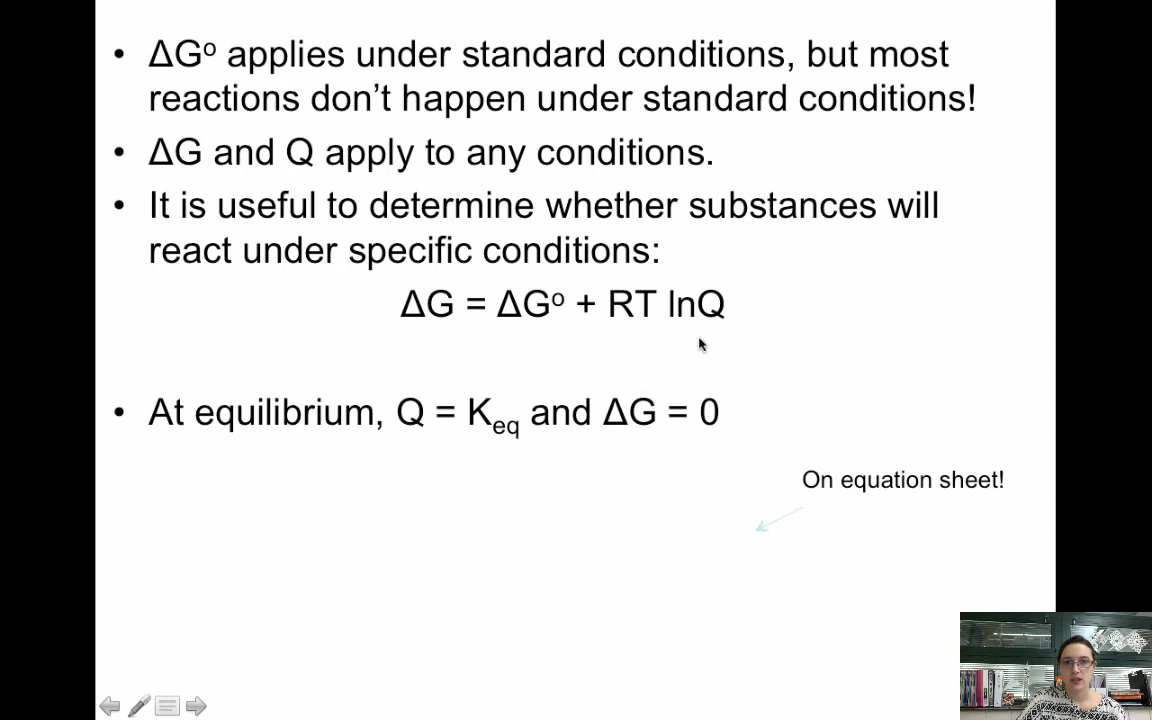 • ΔGº applies under standard conditions, but most
reactions don’t happen under standard conditions!
• ΔG and Q apply to any conditions.
• It is useful to determine whether substances will
react under specific conditions:
ΔG = ΔGº + RT lnQ
• At equilibrium, Q = Keq and ΔG = 0
On equation sheet!